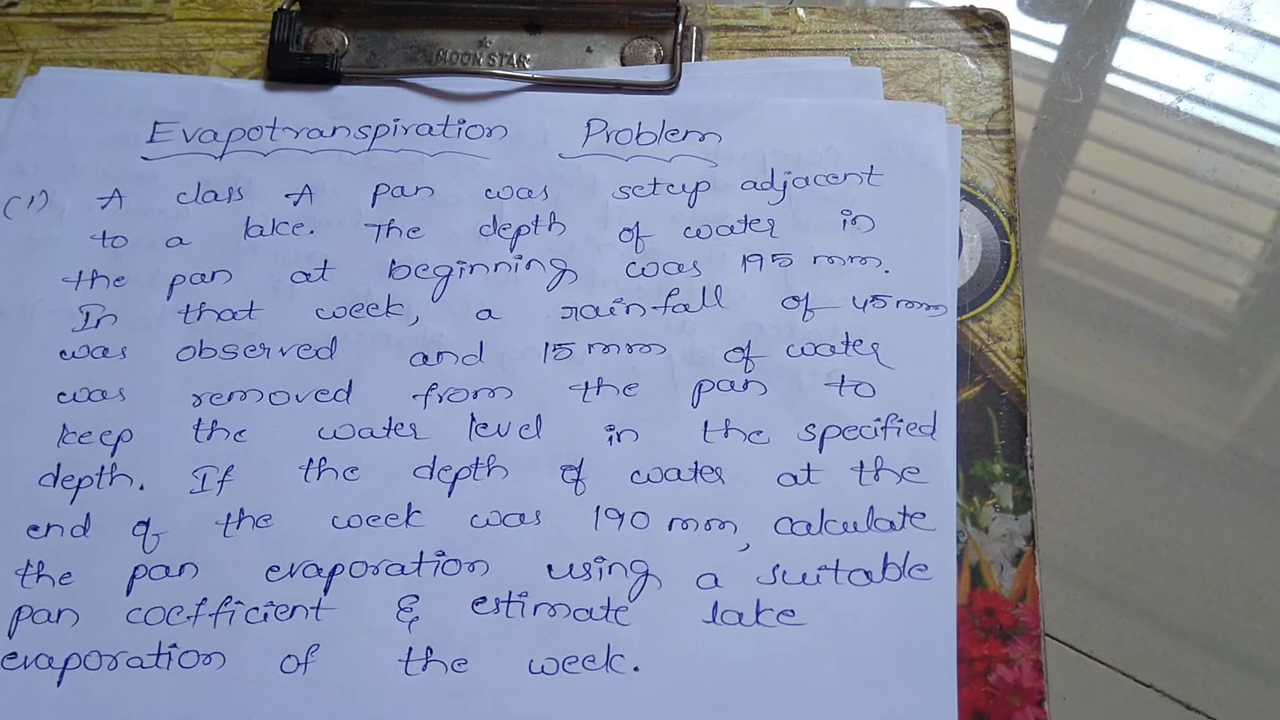 MOON STAR
Evapotranspiration Problem
(1) A class A pan was setup adjacent
to a lake. The depth of water in
the pan at beginning was 195 mm.
In that week, a rainfall of 45 mm
was observed and 15 mm of water
was removed from the pan to
keep the water level in the specified
depth. If the depth of water at the
end of the week was 190 mm, calculate
the pan evaporation using a suitable
pan coefficient & estimate lake
evaporation of the week.